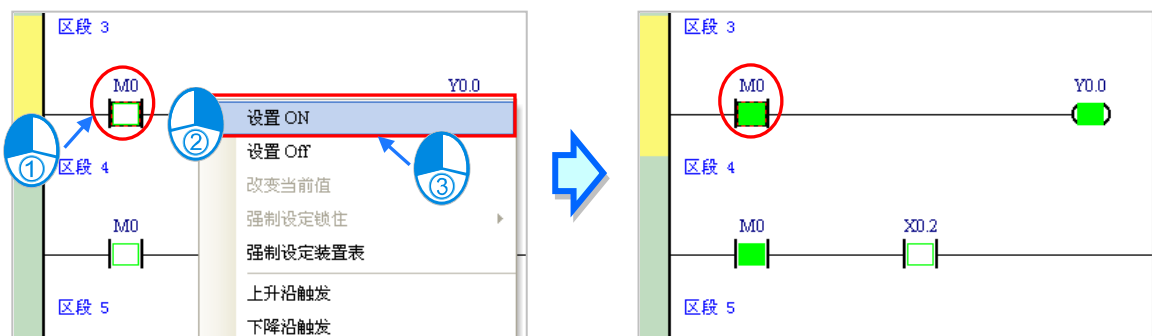 区段 3
M0
Y0.0
①
②
设置 ON
设置 Off
③
区段 4
改变当前值
强制设定锁住
M0
强制设定装置表
上升沿触发
区段 5
下降沿触发
区段 3
M0
Y0.0
区段 4
M0
X0.2
区段 5